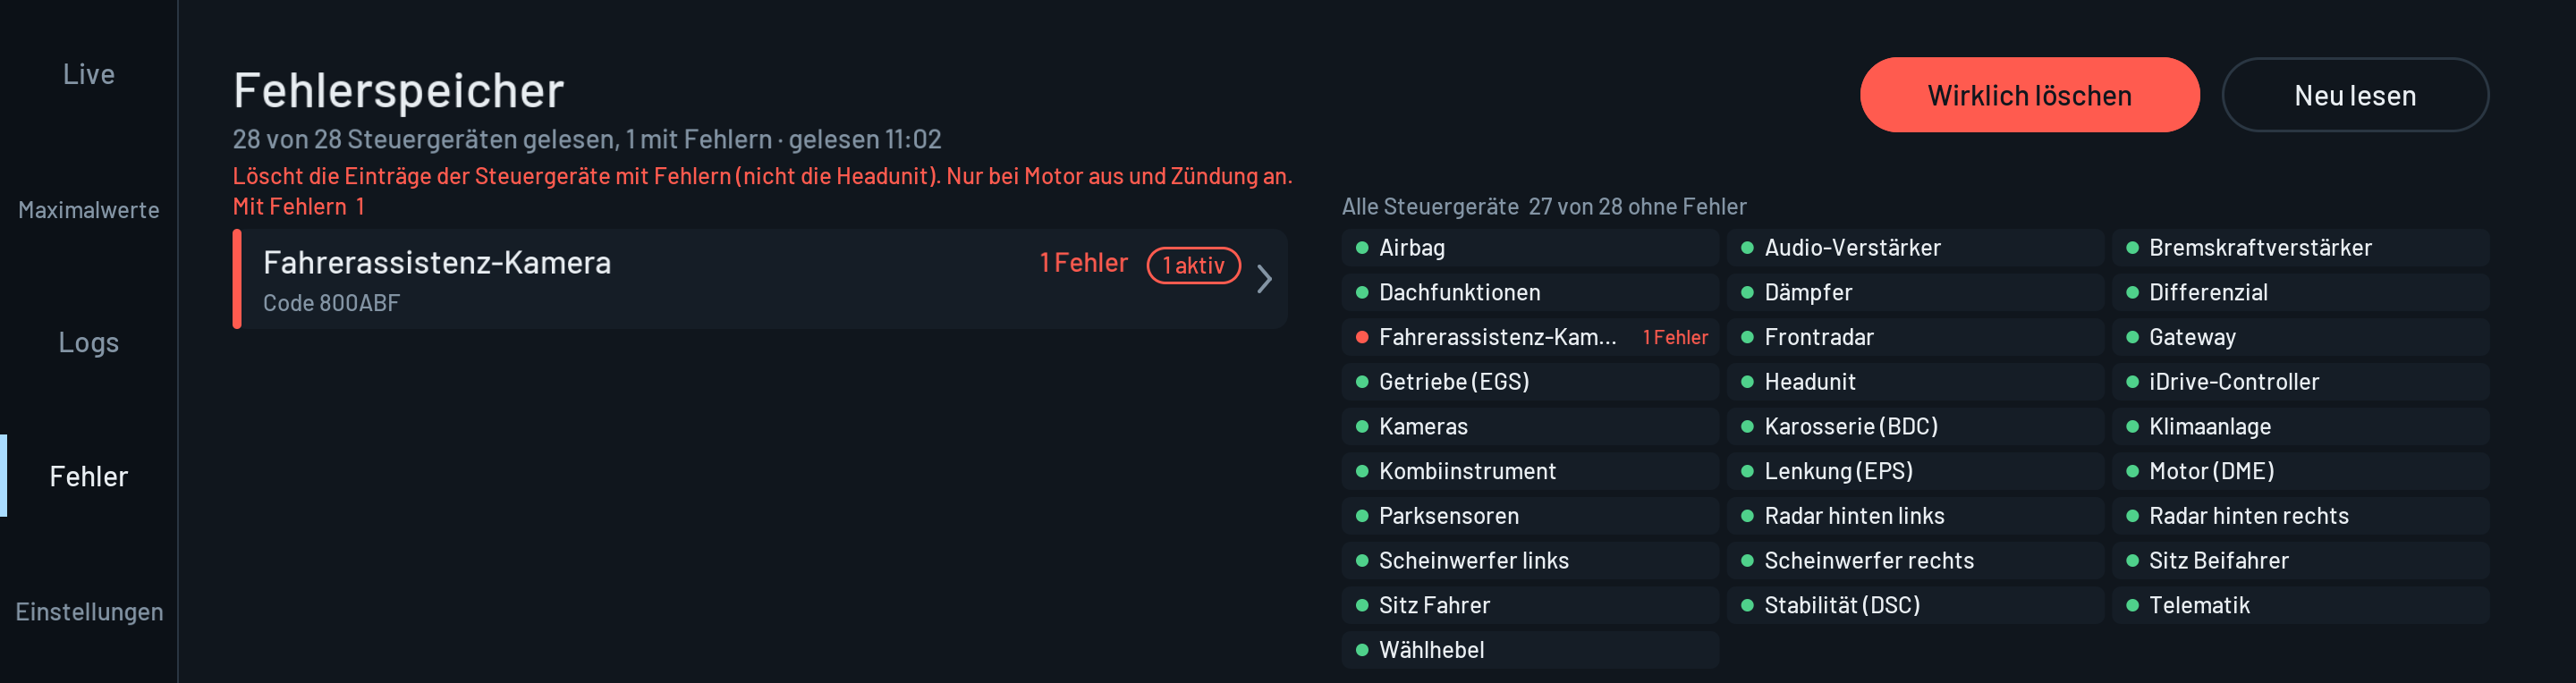 Live
Maximalwerte
Logs
Fehler
Einstellungen
Fehlerspeicher
28 von 28 Steuergeräten gelesen, 1 mit Fehlern · gelesen 11:02
Löscht die Einträge der Steuergeräte mit Fehlern (nicht die Headunit). Nur bei Motor aus und Zündung an.
Wirklich löschen
Neu lesen
Mit Fehlern 1
Fahrerassistenz-Kamera
Code 800ABF
1 Fehler
1 aktiv
Alle Steuergeräte 27 von 28 ohne Fehler
Airbag
Audio-Verstärker
Bremskraftverstärker
Dachfunktionen
Dämpfer
Differenzial
Fahrerassistenz-Kam... 1 Fehler
Frontradar
Gateway
Getriebe (EGS)
Headunit
iDrive-Controller
Kameras
Karosserie (BDC)
Klimaanlage
Kombiinstrument
Lenkung (EPS)
Motor (DME)
Parksensoren
Radar hinten links
Radar hinten rechts
Scheinwerfer links
Scheinwerfer rechts
Sitz Beifahrer
Sitz Fahrer
Stabilität (DSC)
Telematik
Wählhebel